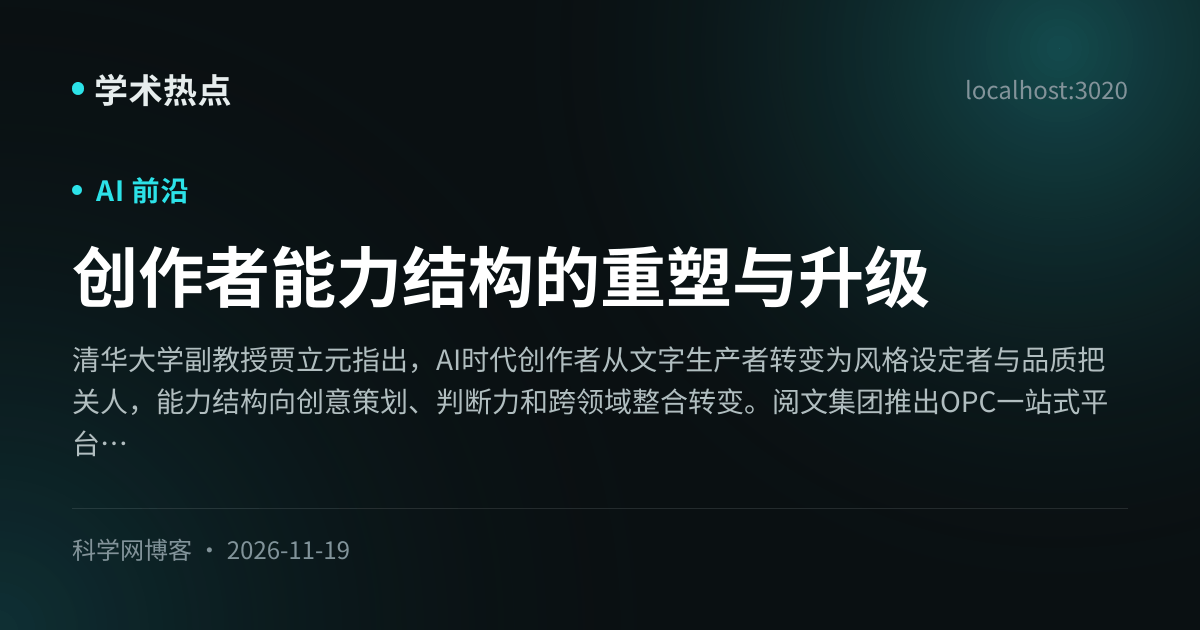 学术热点
localhost:3020
AI 前沿
创作者能力结构的重塑与升级
清华大学副教授贾立元指出，AI时代创作者从文字生产者转变为风格设定者与品质把
关人，能力结构向创意策划、判断力和跨领域整合转变。阅文集团推出OPC一站式平
台…
科学网博客 • 2026-11-19